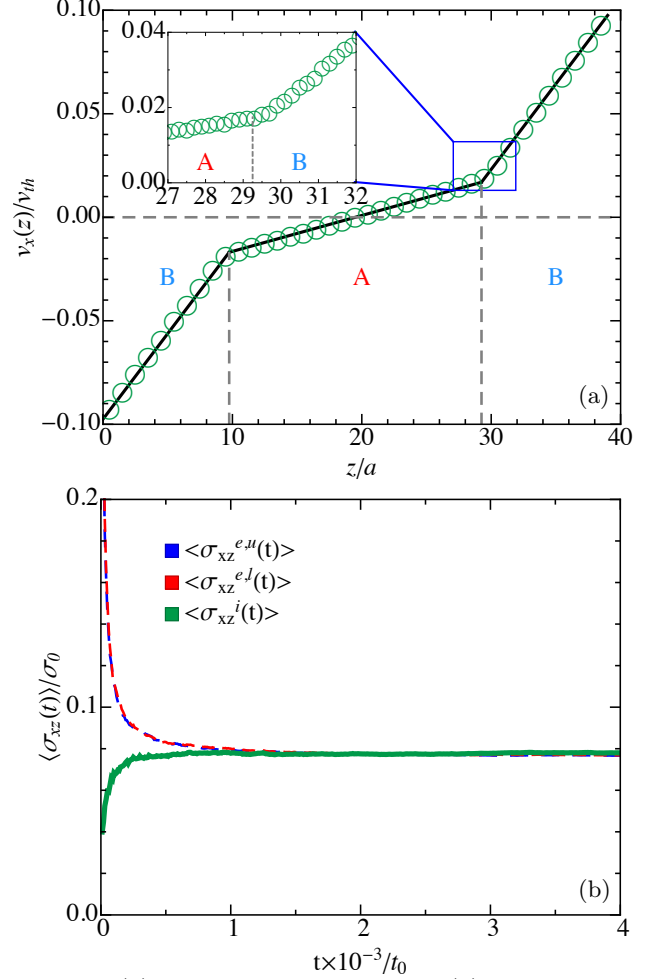 0.10
0.05
0.00
−0.05
−0.10
v_x(z)/v_th
0.04
0.02
0.00
27 28 29 30 31 32
A
B
B
A
B
(a)
0 10 20 30 40
z/a
0.2
0.1
0.0
⟨σ_xz(t)⟩/σ_0
<σ_xz^{e,u}(t)>
<σ_xz^{e,l}(t)>
<σ_xz^i(t)>
(b)
0 1 2 3 4
t×10^{−3}/t_0